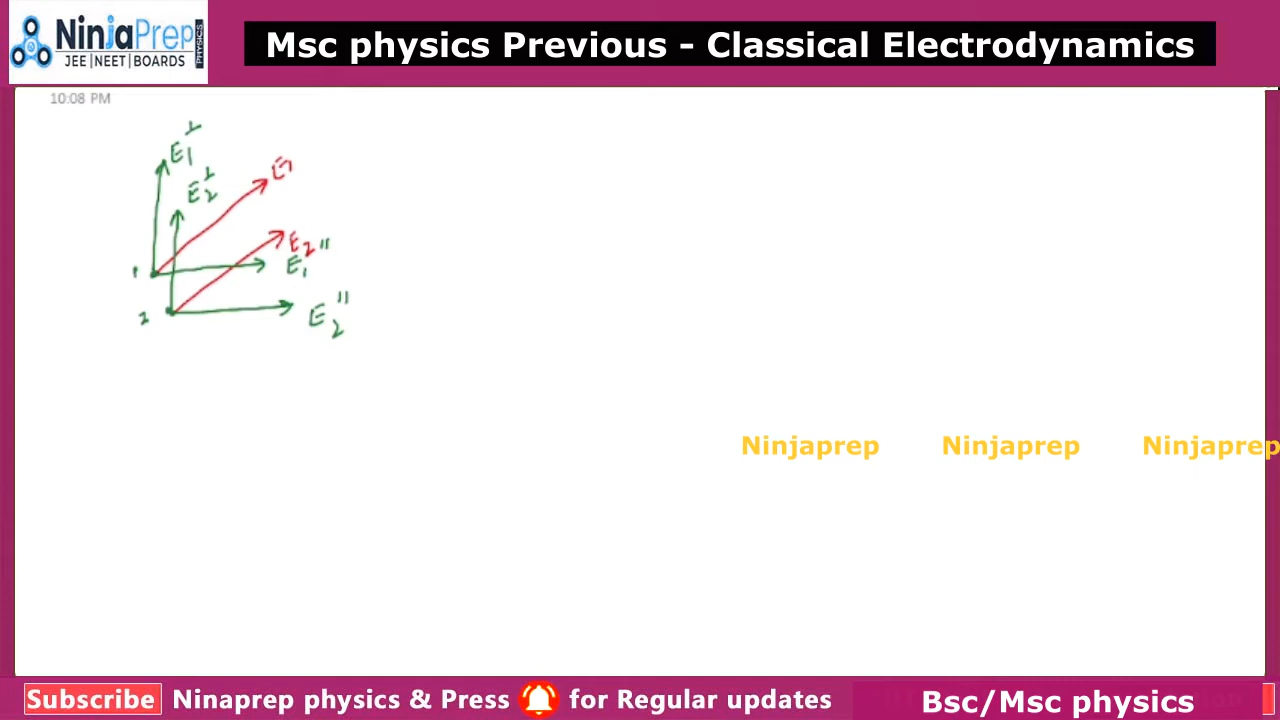 NinjaPrep
PHYSICS
JEE |NEET |BOARDS
Msc physics Previous - Classical Electrodynamics
10:08 PM
E₁⊥
E₂⊥
E₁
E₂
E₁"
E₂"
1
2
Ninjaprep Ninjaprep Ninjaprep
Subscribe Ninaprep physics & Press for Regular updates
Bsc/Msc physics